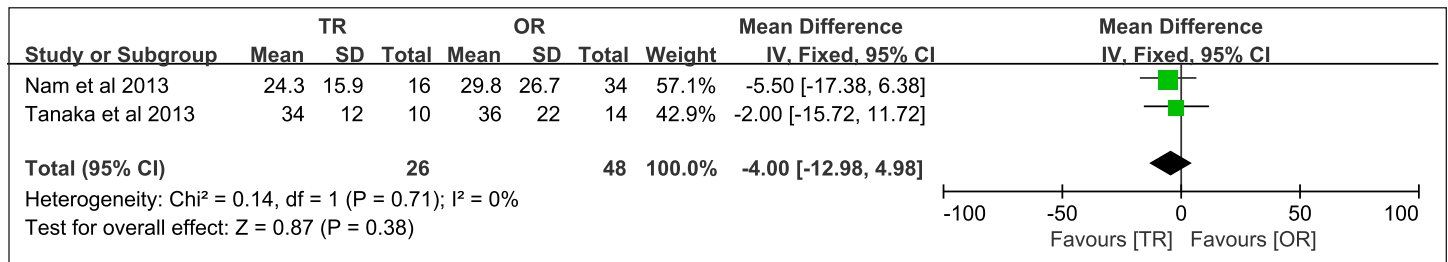 TR OR Mean Difference Mean Difference
Study or Subgroup Mean SD Total Mean SD Total Weight IV, Fixed, 95% CI IV, Fixed, 95% CI
Nam et al 2013 24.3 15.9 16 29.8 26.7 34 57.1% -5.50 [-17.38, 6.38]
Tanaka et al 2013 34 12 10 36 22 14 42.9% -2.00 [-15.72, 11.72]
Total (95% CI) 26 48 100.0% -4.00 [-12.98, 4.98]
Heterogeneity: Chi² = 0.14, df = 1 (P = 0.71); I² = 0%
Test for overall effect: Z = 0.87 (P = 0.38)
-100 -50 0 50 100
Favours [TR] Favours [OR]